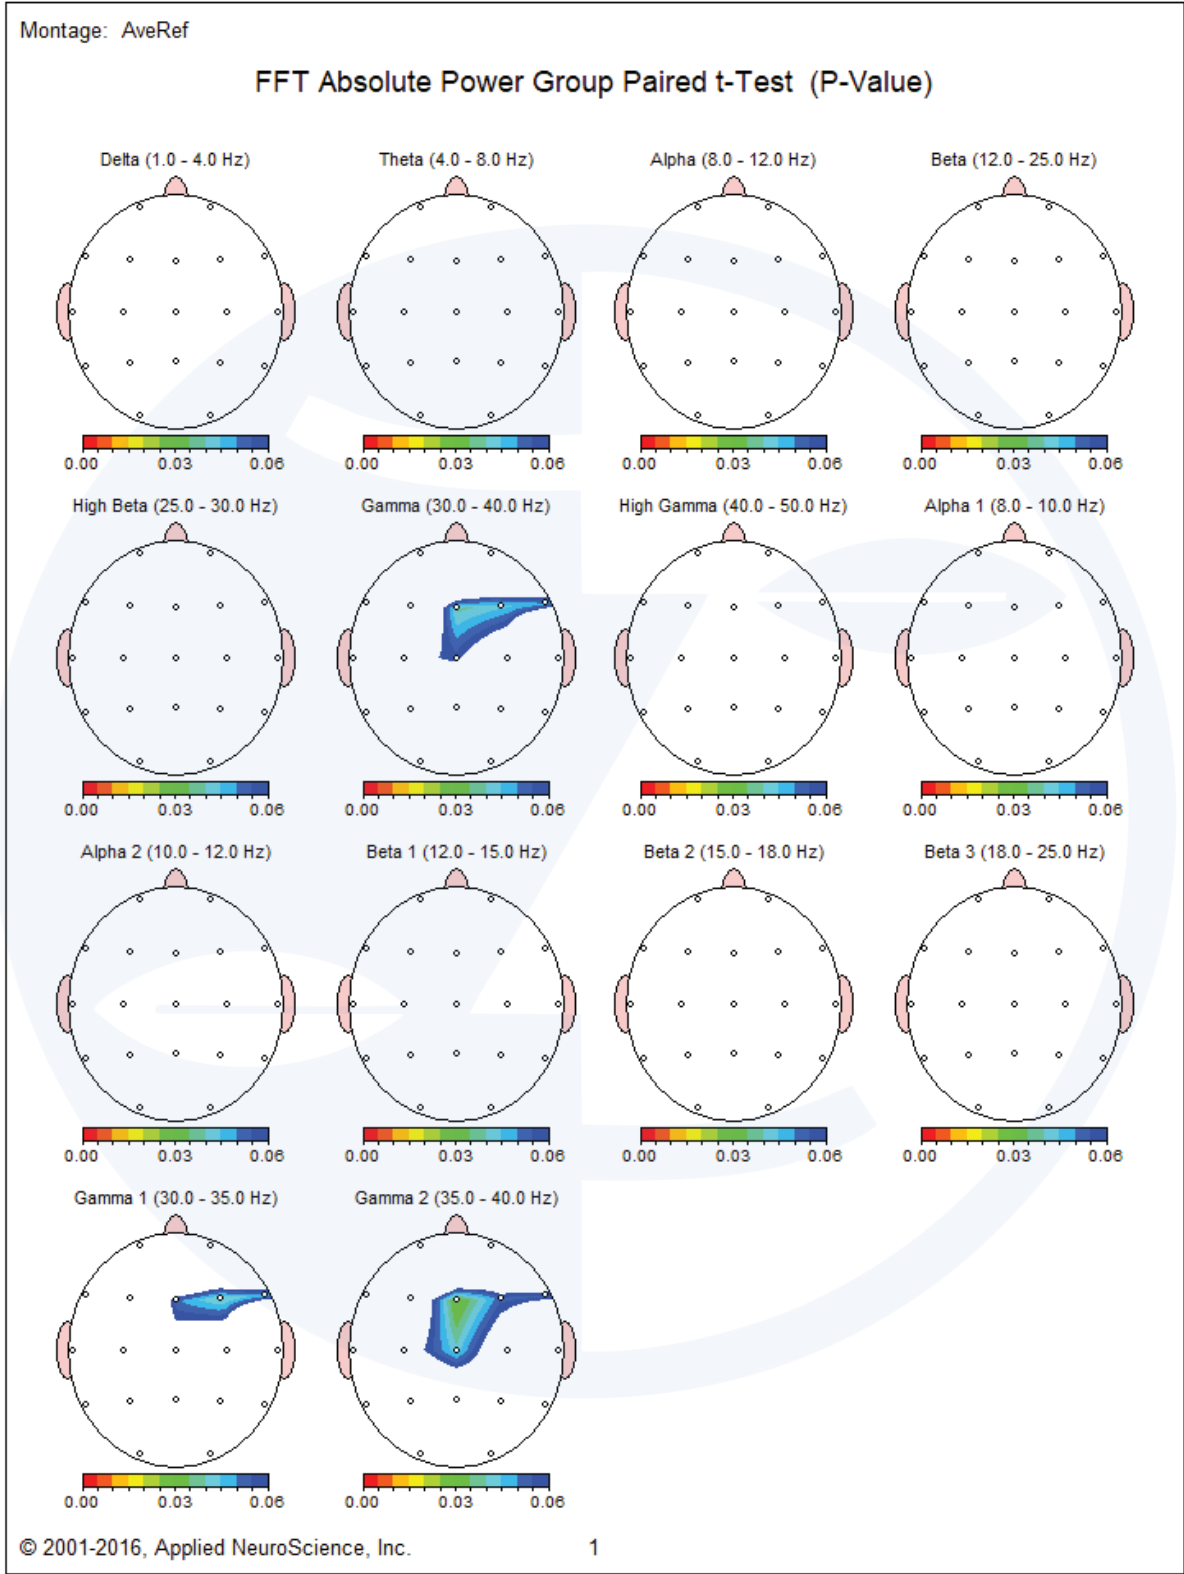 Montage: AveRef
FFT Absolute Power Group Paired t-Test (P-Value)
Delta (1.0 - 4.0 Hz) Theta (4.0 - 8.0 Hz) Alpha (8.0 - 12.0 Hz) Beta (12.0 - 25.0 Hz)
0.00 0.03 0.06 0.00 0.03 0.06 0.00 0.03 0.06 0.00 0.03 0.06
High Beta (25.0 - 30.0 Hz) Gamma (30.0 - 40.0 Hz) High Gamma (40.0 - 50.0 Hz) Alpha 1 (8.0 - 10.0 Hz)
0.00 0.03 0.06 0.00 0.03 0.06 0.00 0.03 0.06 0.00 0.03 0.06
Alpha 2 (10.0 - 12.0 Hz) Beta 1 (12.0 - 15.0 Hz) Beta 2 (15.0 - 18.0 Hz) Beta 3 (18.0 - 25.0 Hz)
0.00 0.03 0.06 0.00 0.03 0.06 0.00 0.03 0.06 0.00 0.03 0.06
Gamma 1 (30.0 - 35.0 Hz) Gamma 2 (35.0 - 40.0 Hz)
0.00 0.03 0.06 0.00 0.03 0.06
© 2001-2016, Applied NeuroScience, Inc. 1